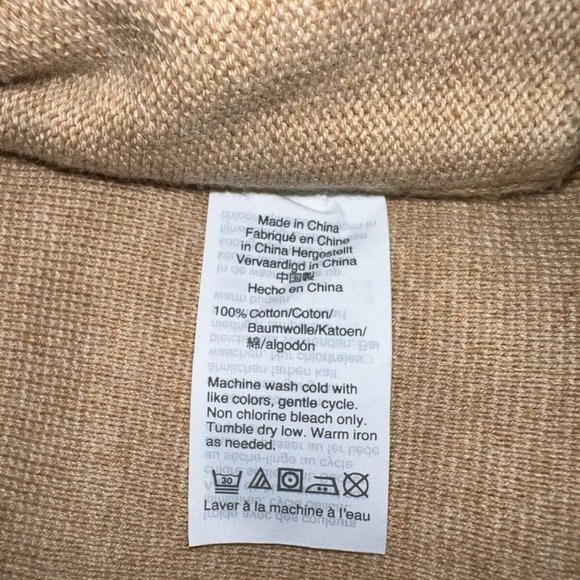 Made in China
Fabriqué en Chine
in China Hergestellt
Vervaardigd in China
中国制
Hecho en China
100% Cotton/Coton/
Baumwolle/Katoen/
綿/algodón
Machine wash cold with
like colors, gentle cycle.
Non chlorine bleach only.
Tumble dry low. Warm iron
as needed.
30
Laver à la machine à l'eau